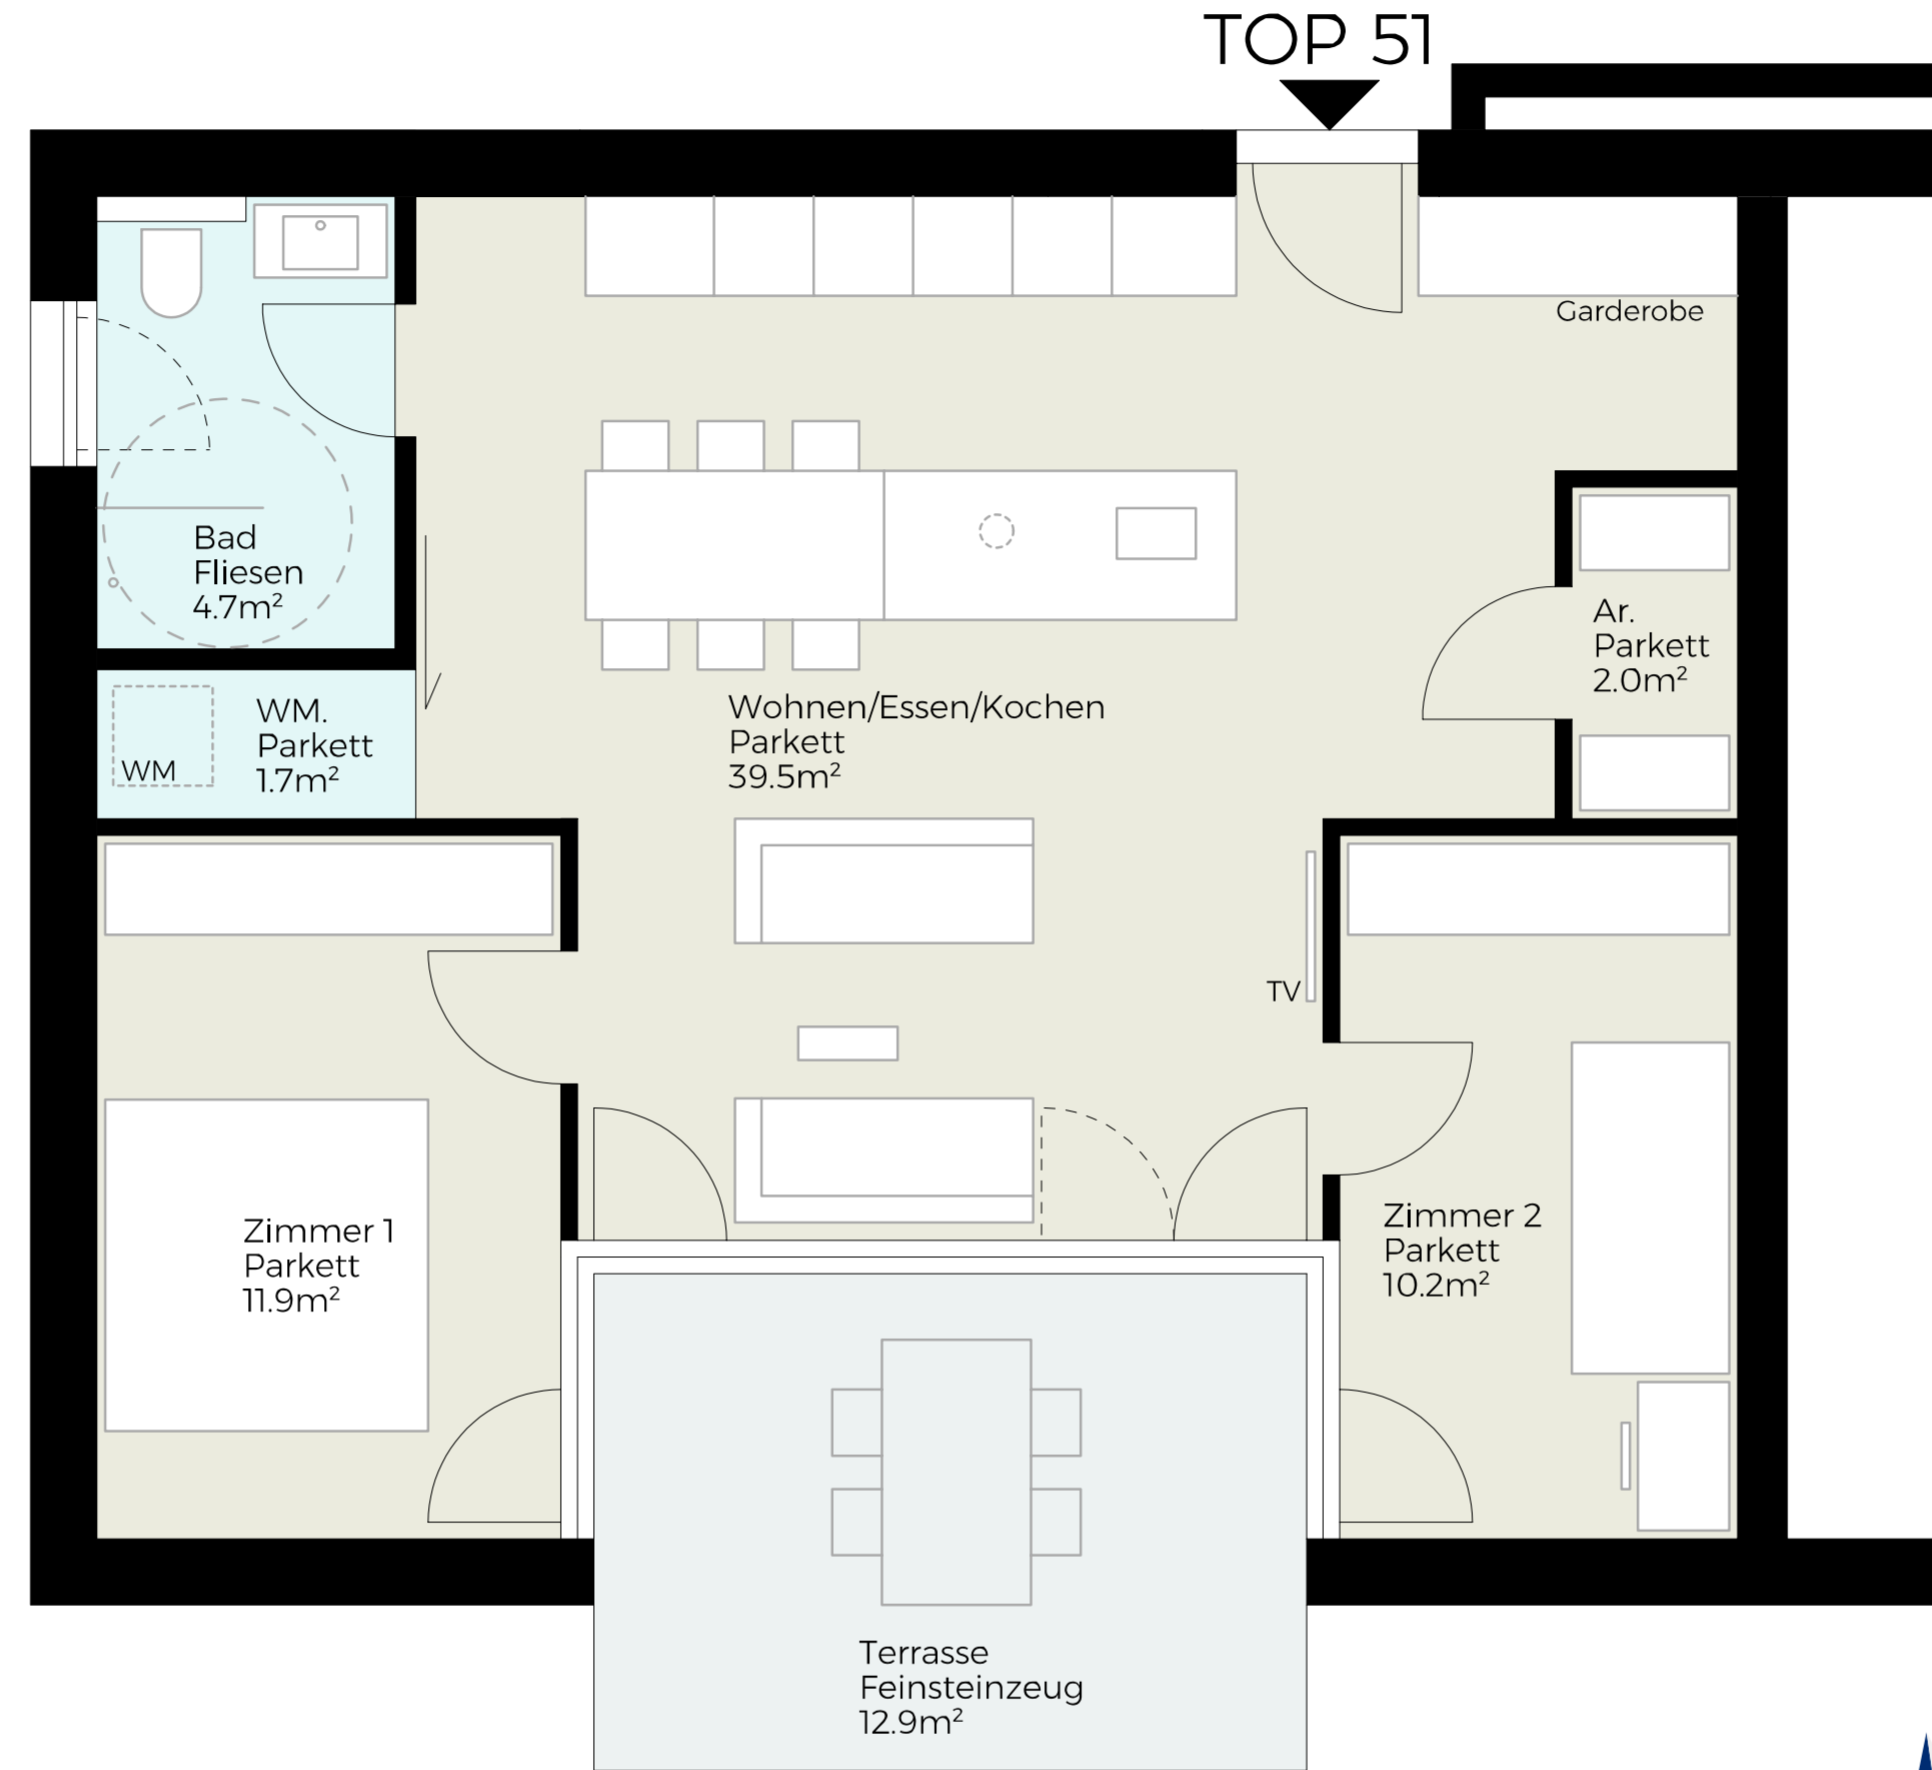 TOP 51
Garderobe
Bad
Fliesen
4.7m²
Ar.
Parkett
2.0m²
WM.
Parkett
1.7m²
WM
Wohnen/Essen/Kochen
Parkett
39.5m²
TV
Zimmer 1
Parkett
11.9m²
Zimmer 2
Parkett
10.2m²
Terrasse
Feinsteinzeug
12.9m²